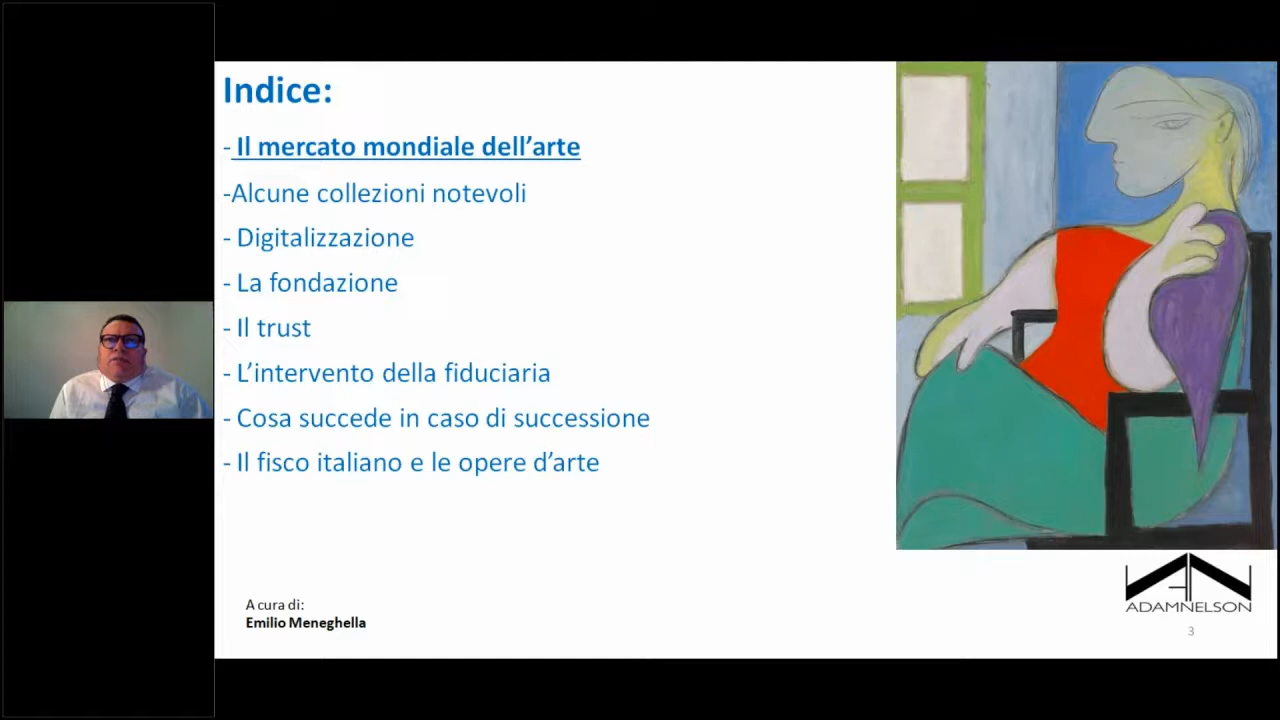 Indice:
- Il mercato mondiale dell’arte
-Alcune collezioni notevoli
- Digitalizzazione
- La fondazione
- Il trust
- L’intervento della fiduciaria
- Cosa succede in caso di successione
- Il fisco italiano e le opere d’arte
A cura di:
Emilio Meneghella
ADAMNELSON
3